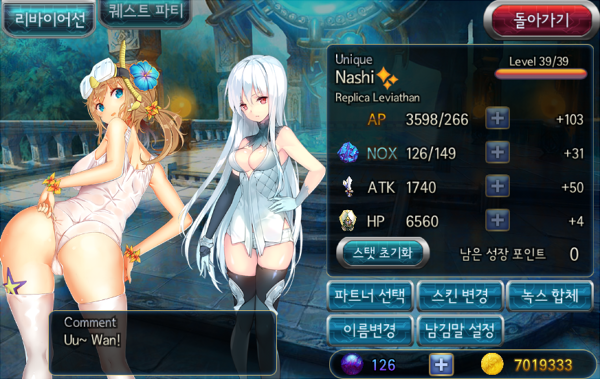 리바이어선
퀘스트 파티
돌아가기
Unique
Level 39/39
Nashi
Replica Leviathan
AP 3598/266 +103
NOX 126/149 +31
ATK 1740 +50
HP 6560 +4
스탯 초기화 남은 성장 포인트 0
파트너 선택 스킨 변경 녹스 합체
이름변경 남김말 설정
Comment
Uu~ Wan!
126 7019333